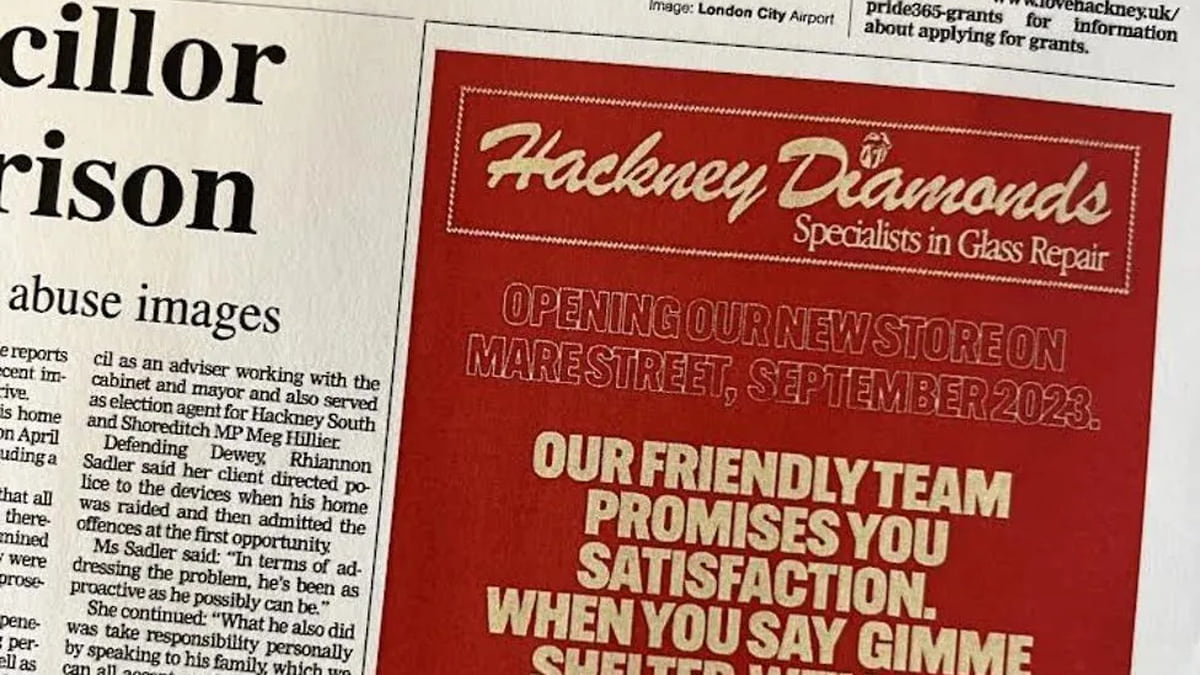 cillor
rison
abuse images
e reports
cent im-
ive.
is home
on April
uding a
that all
there-
mined
were
prose-
pene-
per-
ell as
cil as an adviser working with the
cabinet and mayor and also served
as election agent for Hackney South
and Shoreditch MP Meg Hillier.
Defending Dewey, Rhiannon
Sadler said her client directed po-
lice to the devices when his home
was raided and then admitted the
offences at the first opportunity.
Ms Sadler said: “In terms of ad-
dressing the problem, he’s been as
proactive as he possibly can be.”
She continued: “What he also did
was take responsibility personally
by speaking to his family, which we
can all
Image: London City Airport
www.lovehackney.uk/
pride365-grants for information
about applying for grants.
Hackney Diamonds
Specialists in Glass Repair
OPENING OUR NEW STORE ON
MARE STREET, SEPTEMBER 2023.
OUR FRIENDLY TEAM
PROMISES YOU
SATISFACTION.
WHEN YOU SAY GIMME
SHELTER